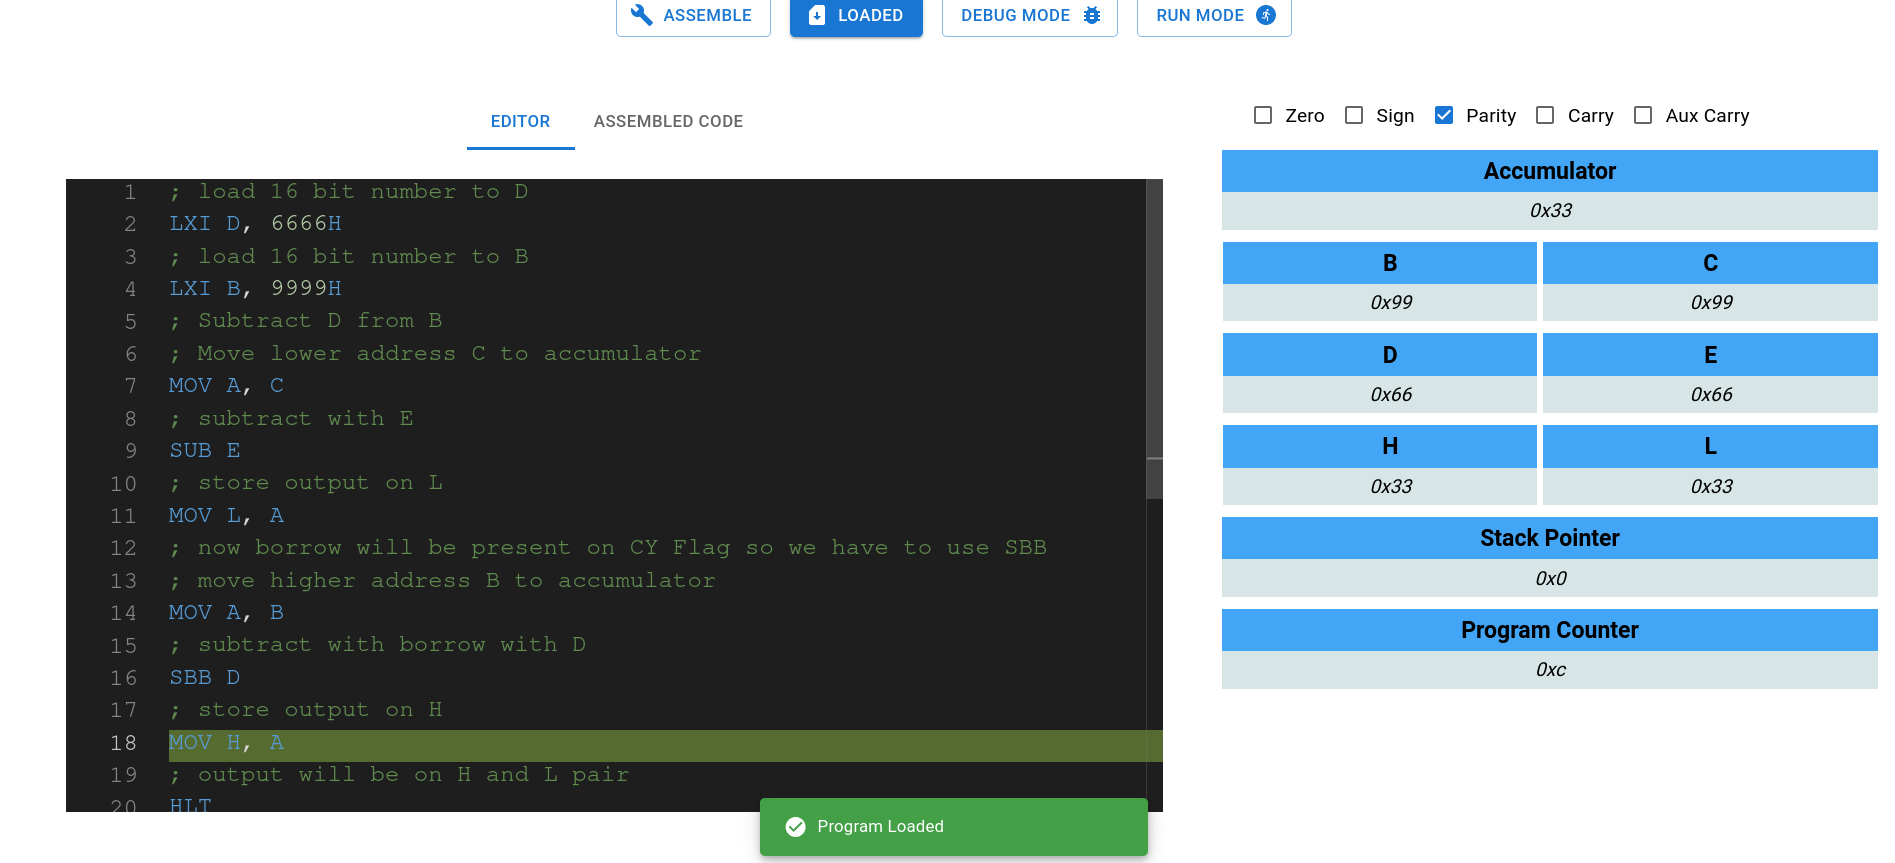 ASSEMBLE LOADED DEBUG MODE RUN MODE
EDITOR ASSEMBLED CODE
1 ; load 16 bit number to D
2 LXI D, 6666H
3 ; load 16 bit number to B
4 LXI B, 9999H
5 ; Subtract D from B
6 ; Move lower address C to accumulator
7 MOV A, C
8 ; subtract with E
9 SUB E
10 ; store output on L
11 MOV L, A
12 ; now borrow will be present on CY Flag so we have to use SBB
13 ; move higher address B to accumulator
14 MOV A, B
15 ; subtract with borrow with D
16 SBB D
17 ; store output on H
18 MOV H, A
19 ; output will be on H and L pair
20 HLT
Zero Sign Parity Carry Aux Carry
Accumulator
0x33
B C
0x99 0x99
D E
0x66 0x66
H L
0x33 0x33
Stack Pointer
0x0
Program Counter
0xc
Program Loaded